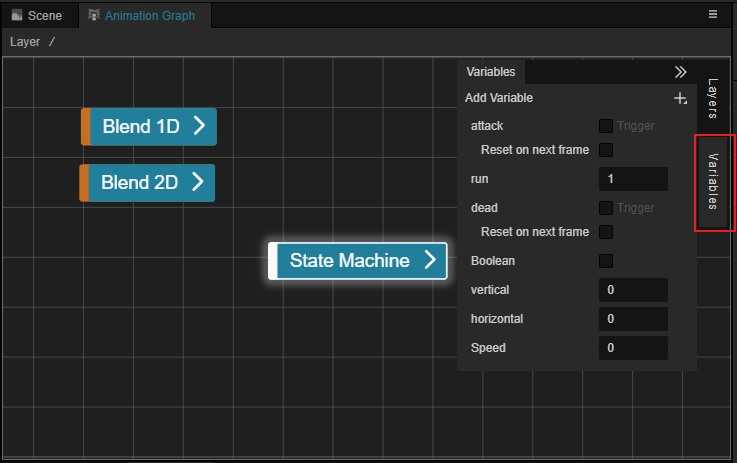 Scene
Animation Graph
Layer /
Blend 1D
Blend 2D
State Machine
Variables
Add Variable
attack Trigger
Reset on next frame
run 1
dead Trigger
Reset on next frame
Boolean
vertical 0
horizontal 0
Speed 0
Layers
Variables